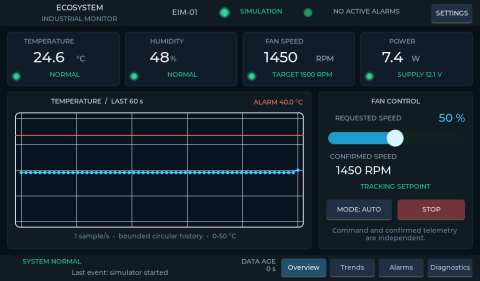 ECOSYSTEM
INDUSTRIAL MONITOR
EIM-01
SIMULATION
NO ACTIVE ALARMS
SETTINGS
TEMPERATURE
24.6 °C
NORMAL
HUMIDITY
48%
NORMAL
FAN SPEED
1450 RPM
TARGET 1500 RPM
POWER
7.4 W
SUPPLY 12.1 V
TEMPERATURE / LAST 60 s
ALARM 40.0 °C
1 sample/s • bounded circular history • 0-50 °C
FAN CONTROL
REQUESTED SPEED
50 %
CONFIRMED SPEED
1450 RPM
TRACKING SETPOINT
MODE: AUTO
STOP
Command and confirmed telemetry
are independent.
SYSTEM NORMAL
Last event: simulator started
DATA AGE
0 s
Overview
Trends
Alarms
Diagnostics